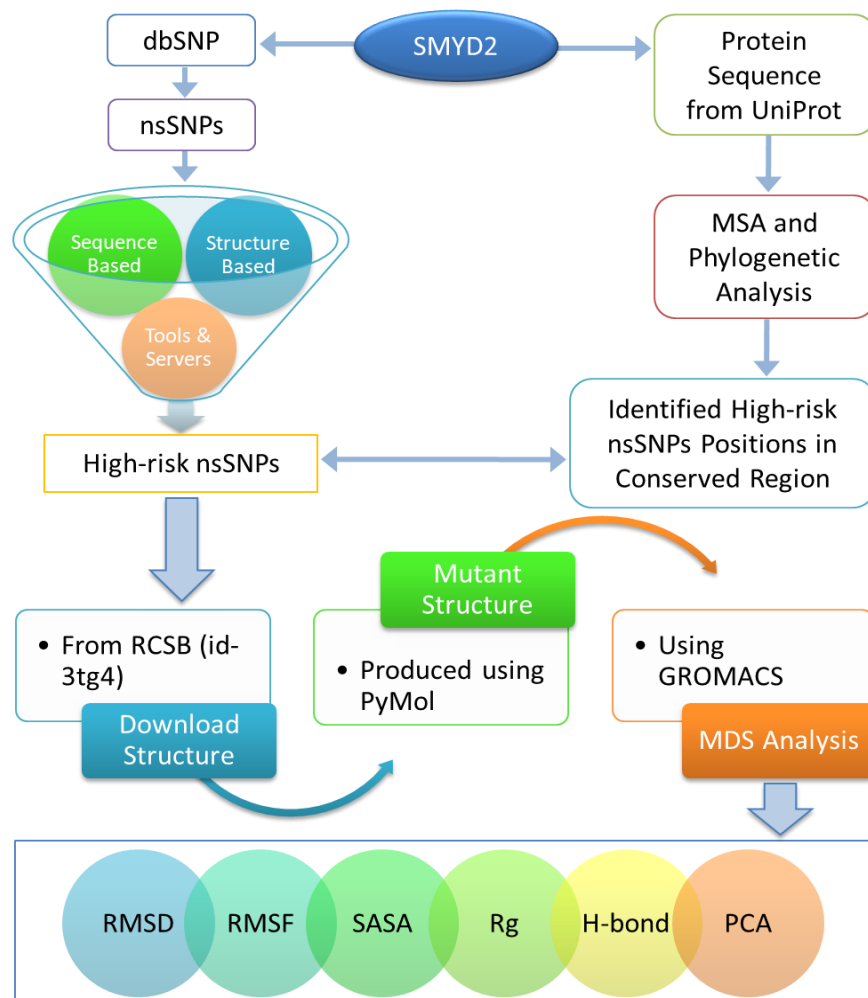 dbSNP
SMYD2
Protein
Sequence
from UniProt
nsSNPs
Sequence
Based
Structure
Based
Tools &
Servers
MSA and
Phylogenetic
Analysis
High-risk nsSNPs
Identified High-risk
nsSNPs Positions in
Conserved Region
• From RCSB (id-
3tg4)
Download
Structure
Mutant
Structure
• Produced using
PyMol
• Using
GROMACS
MDS Analysis
RMSD
RMSF
SASA
Rg
H-bond
PCA